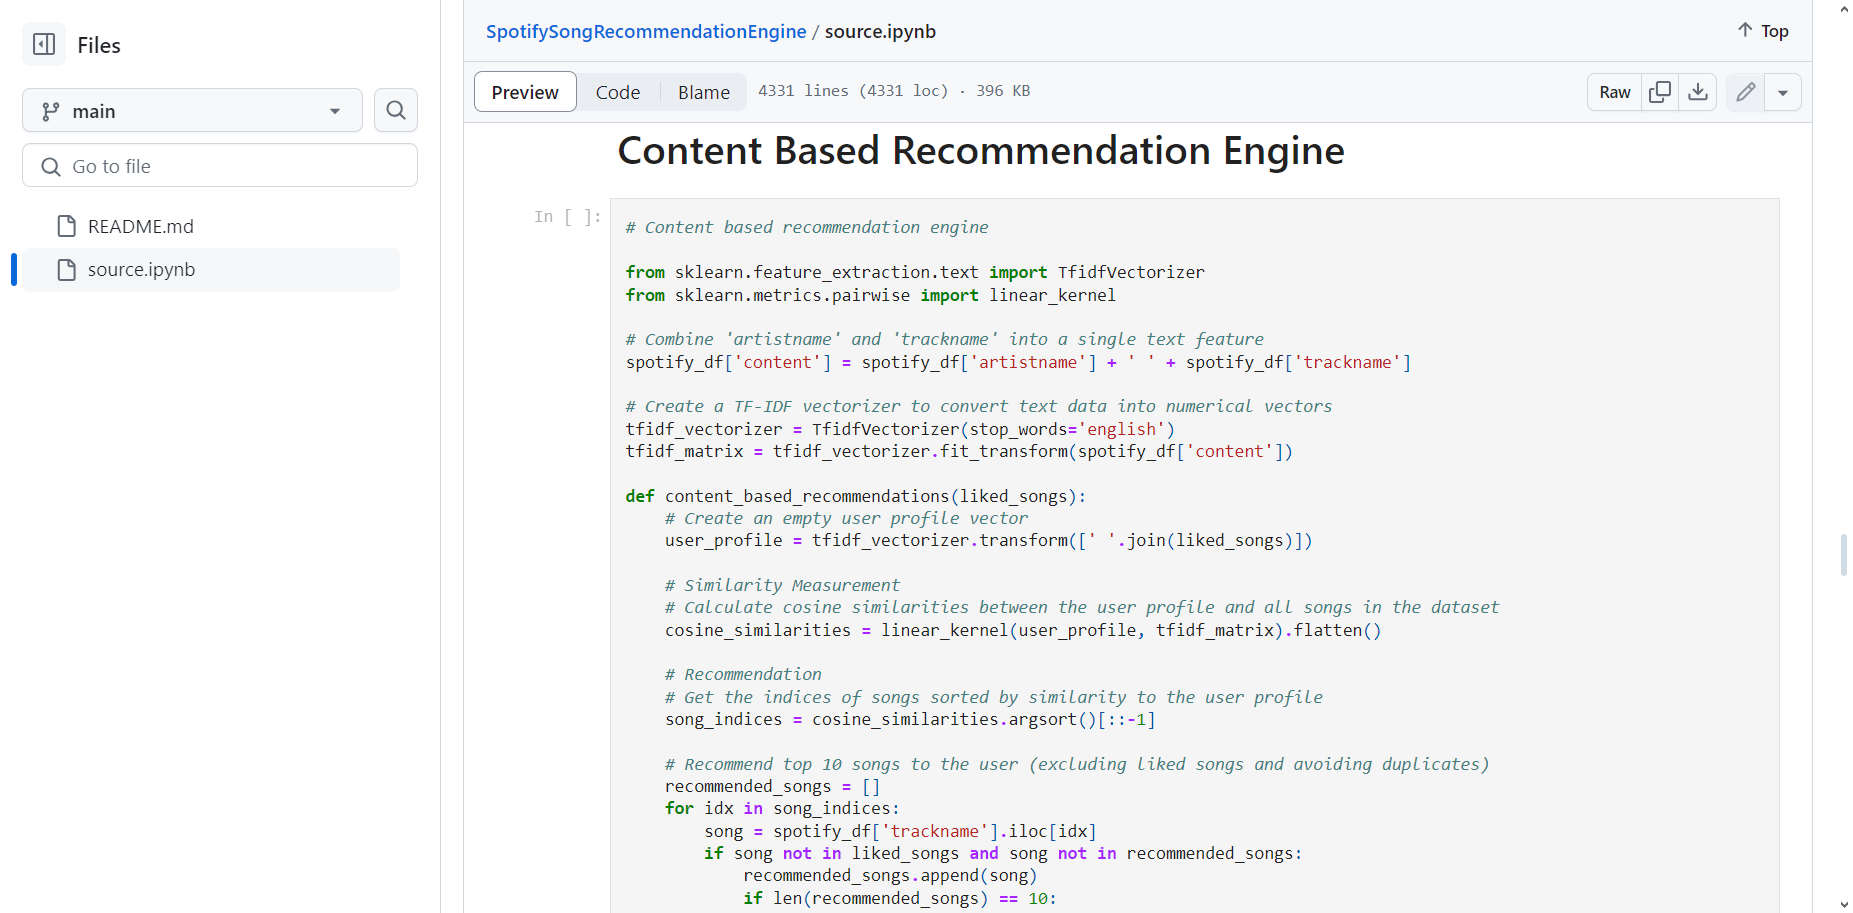 Files
main
Go to file
README.md
source.ipynb
SpotifySongRecommendationEngine / source.ipynb
Top
Preview Code Blame 4331 lines (4331 loc) · 396 KB
Raw
Content Based Recommendation Engine
In [ ]:
# Content based recommendation engine
from sklearn.feature_extraction.text import TfidfVectorizer
from sklearn.metrics.pairwise import linear_kernel
# Combine 'artistname' and 'trackname' into a single text feature
spotify_df['content'] = spotify_df['artistname'] + ' ' + spotify_df['trackname']
# Create a TF-IDF vectorizer to convert text data into numerical vectors
tfidf_vectorizer = TfidfVectorizer(stop_words='english')
tfidf_matrix = tfidf_vectorizer.fit_transform(spotify_df['content'])
def content_based_recommendations(liked_songs):
    # Create an empty user profile vector
    user_profile = tfidf_vectorizer.transform([' '.join(liked_songs)])
    # Similarity Measurement
    # Calculate cosine similarities between the user profile and all songs in the dataset
    cosine_similarities = linear_kernel(user_profile, tfidf_matrix).flatten()
    # Recommendation
    # Get the indices of songs sorted by similarity to the user profile
    song_indices = cosine_similarities.argsort()[::-1]
    # Recommend top 10 songs to the user (excluding liked songs and avoiding duplicates)
    recommended_songs = []
    for idx in song_indices:
        song = spotify_df['trackname'].iloc[idx]
        if song not in liked_songs and song not in recommended_songs:
            recommended_songs.append(song)
            if len(recommended_songs) == 10: